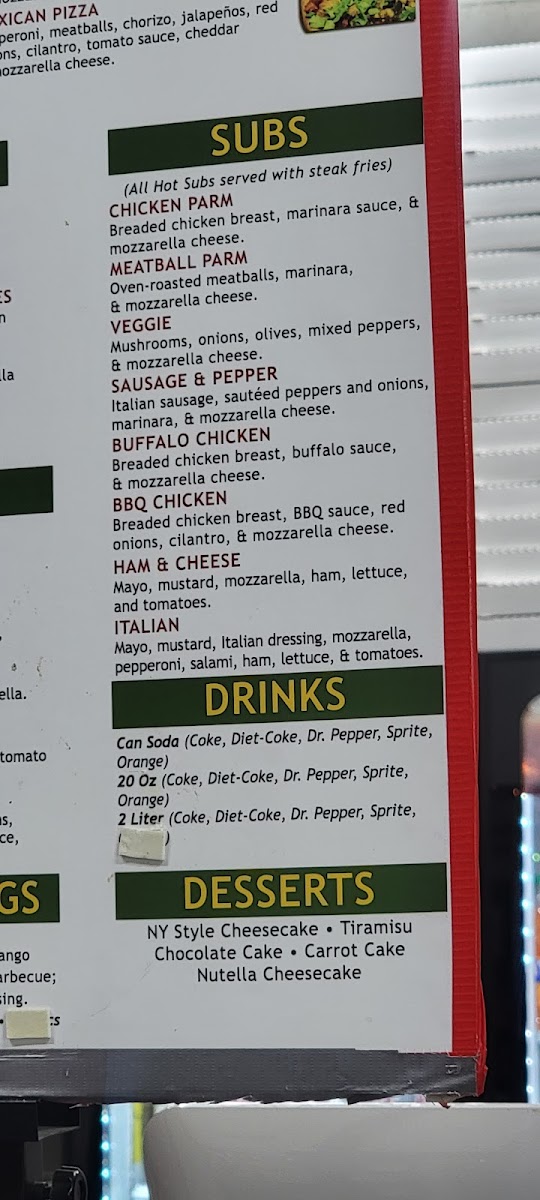 XICAN PIZZA
peroni, meatballs, chorizo, jalapeños, red
ons, cilantro, tomato sauce, cheddar
mozzarella cheese.
SUBS
(All Hot Subs served with steak fries)
CHICKEN PARM
Breaded chicken breast, marinara sauce, &
mozzarella cheese.
MEATBALL PARM
Oven-roasted meatballs, marinara,
& mozzarella cheese.
VEGGIE
Mushrooms, onions, olives, mixed peppers,
& mozzarella cheese.
SAUSAGE & PEPPER
Italian sausage, sautéed peppers and onions,
marinara, & mozzarella cheese.
BUFFALO CHICKEN
Breaded chicken breast, buffalo sauce,
& mozzarella cheese.
BBQ CHICKEN
Breaded chicken breast, BBQ sauce, red
onions, cilantro, & mozzarella cheese.
HAM & CHEESE
Mayo, mustard, mozzarella, ham, lettuce,
and tomatoes.
ITALIAN
Mayo, mustard, Italian dressing, mozzarella,
pepperoni, salami, ham, lettuce, & tomatoes.
DRINKS
Can Soda (Coke, Diet-Coke, Dr. Pepper, Sprite,
Orange)
20 Oz (Coke, Diet-Coke, Dr. Pepper, Sprite,
Orange)
2 Liter (Coke, Diet-Coke, Dr. Pepper, Sprite,
( )
DESSERTS
NY Style Cheesecake • Tiramisu
Chocolate Cake • Carrot Cake
Nutella Cheesecake
ES
n
lla
ella.
tomato
s,
ce,
GS
ango
arbecue;
sing.
cs